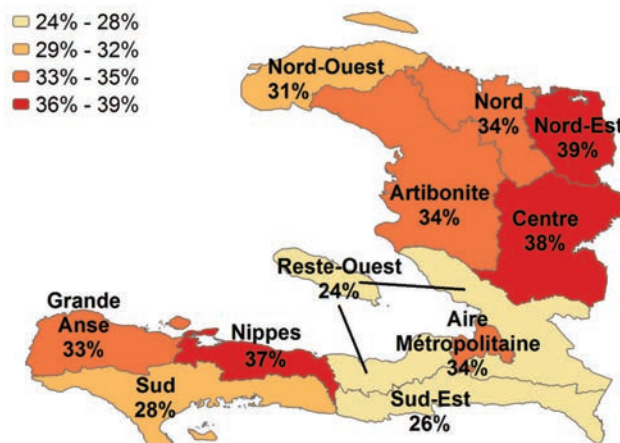 24% - 28%
29% - 32%
33% - 35%
36% - 39%
Nord-Ouest
31%
Nord
34%
Nord-Est
39%
Artibonite
34%
Centre
38%
Reste-Ouest
24%
Grande
Anse
33%
Nippes
37%
Aire
Métropolitaine
34%
Sud
28%
Sud-Est
26%